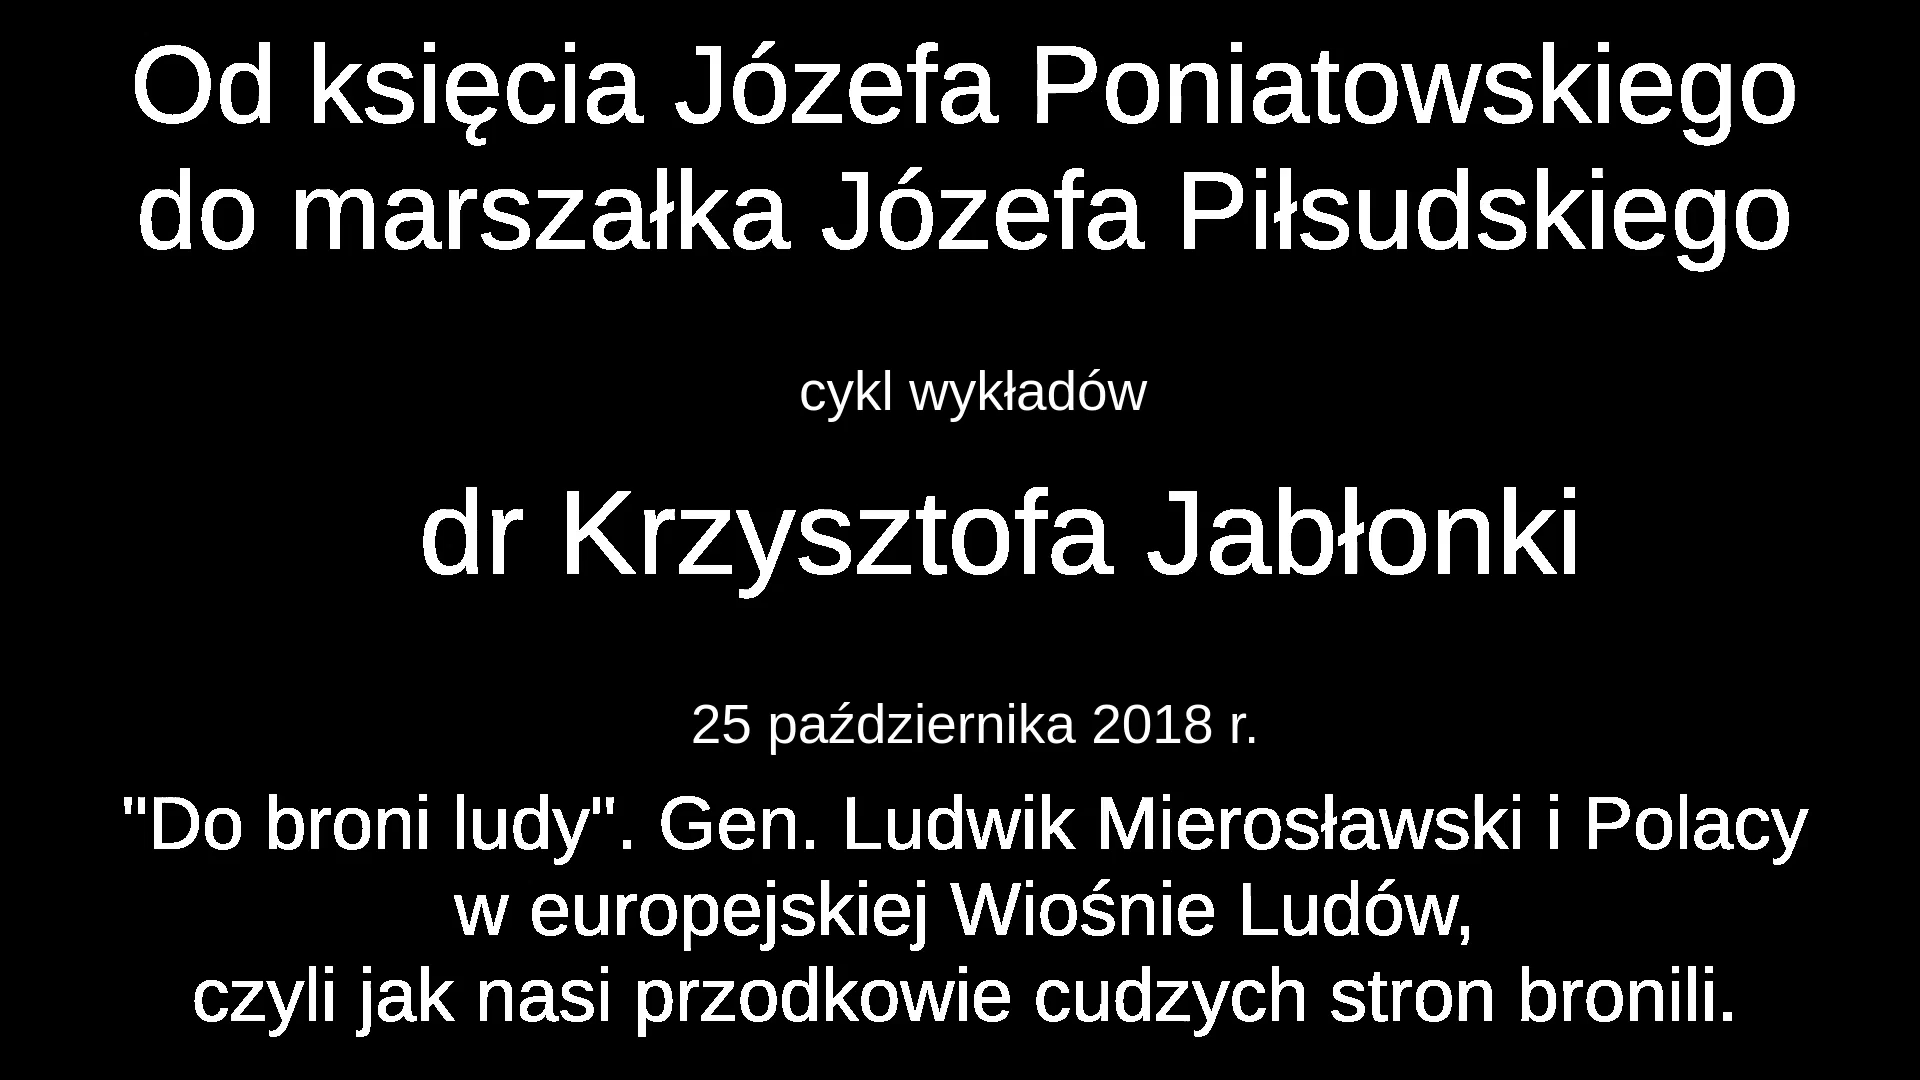 Od księcia Józefa Poniatowskiego
do marszałka Józefa Piłsudskiego
cykl wykładów
dr Krzysztofa Jabłonki
25 października 2018 r.
"Do broni ludy". Gen. Ludwik Mierosławski i Polacy
w europejskiej Wiośnie Ludów,
czyli jak nasi przodkowie cudzych stron bronili.